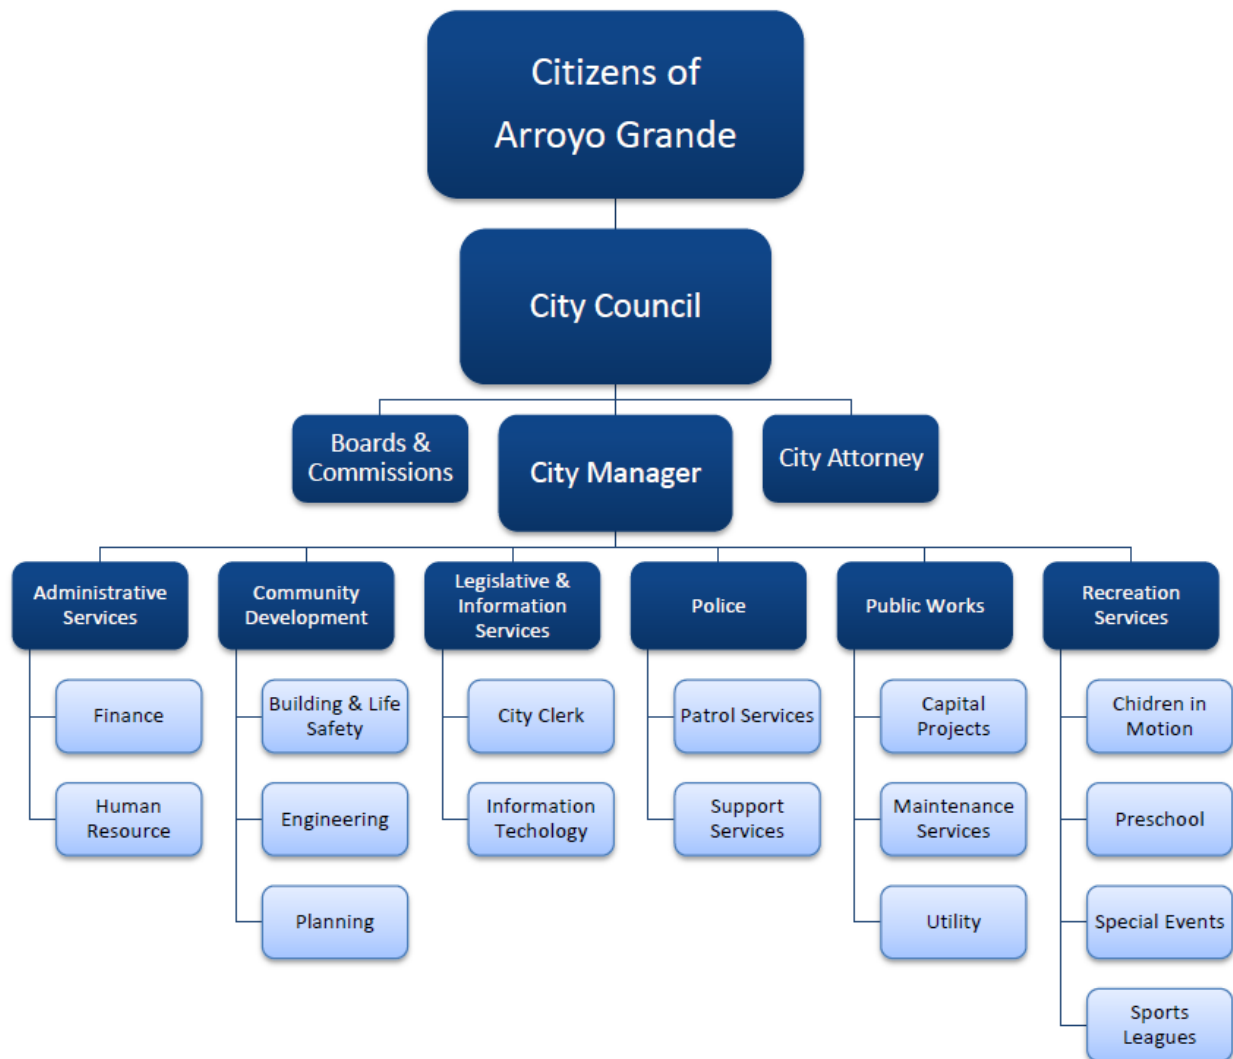 Citizens of
Arroyo Grande
City Council
Boards &
Commissions
City Manager
City Attorney
Administrative
Services
Community
Development
Legislative &
Information
Services
Police
Public Works
Recreation
Services
Finance
Building & Life
Safety
City Clerk
Patrol Services
Capital
Projects
Chidren in
Motion
Human
Resource
Engineering
Information
Techology
Support
Services
Maintenance
Services
Preschool
Planning
Utility
Special Events
Sports
Leagues